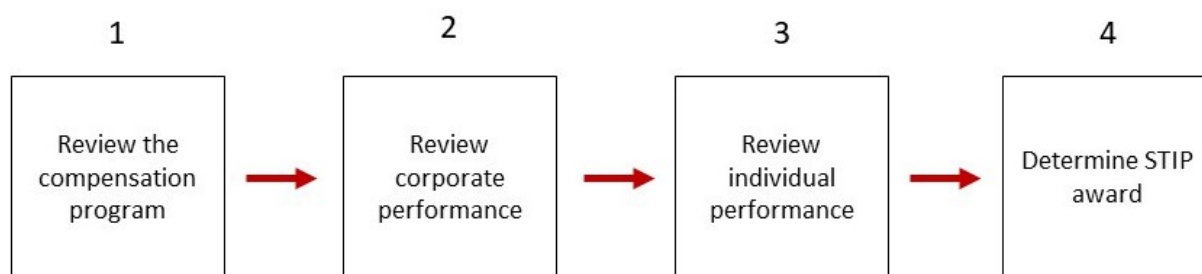 1
2
3
4
Review the
compensation
program
Review
corporate
performance
Review
individual
performance
Determine STIP
award